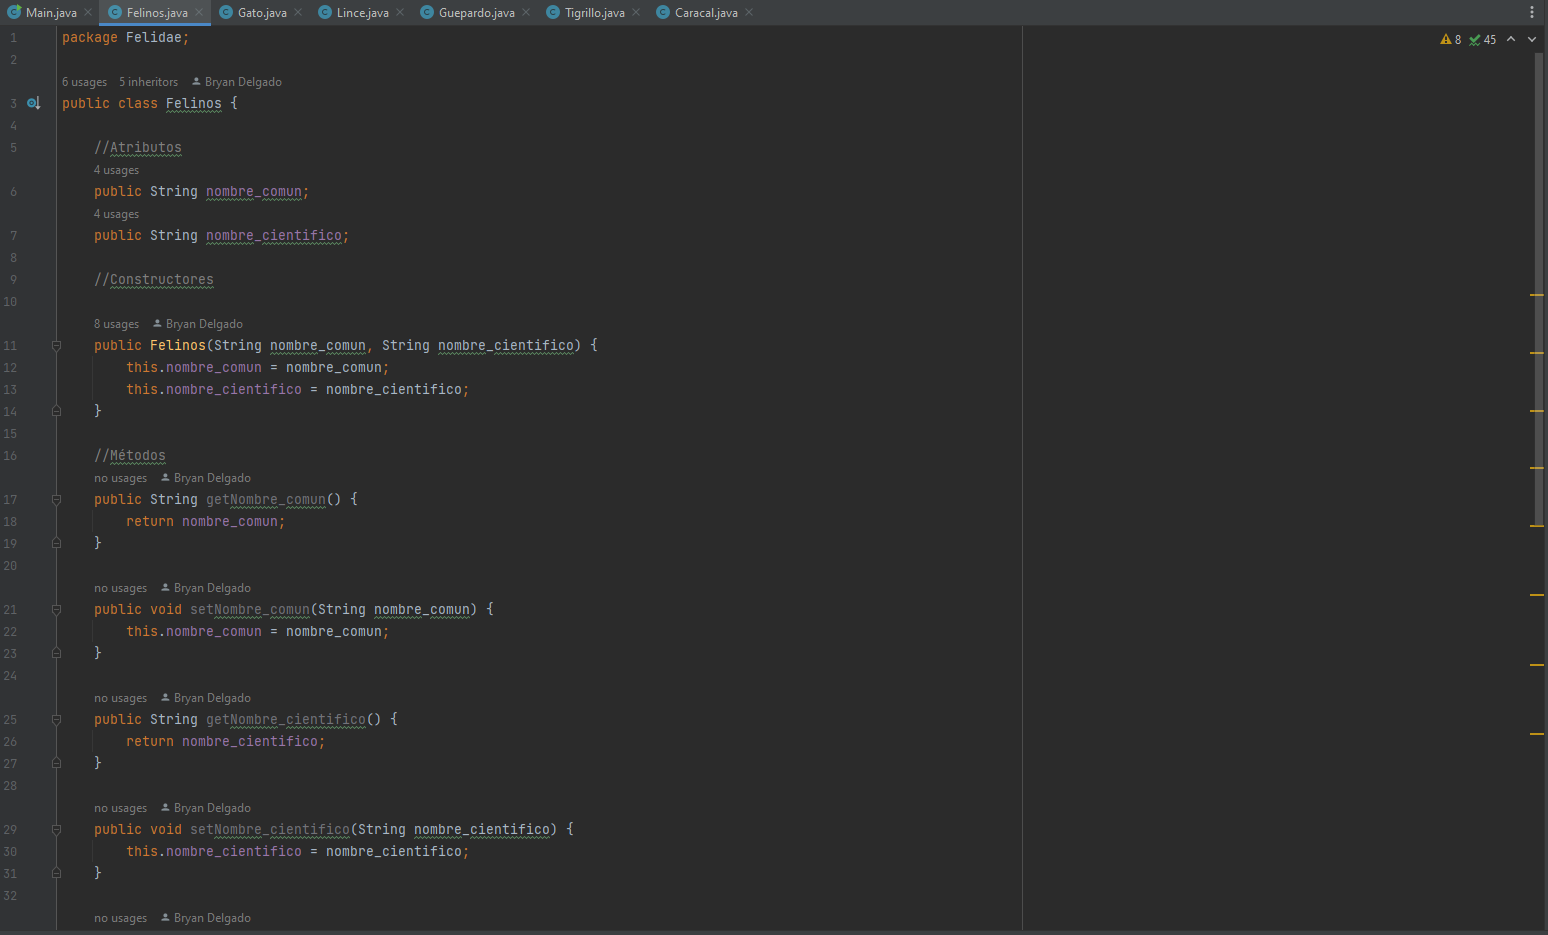 Main.java Felinos.java Gato.java Lince.java Guepardo.java Tigrillo.java Caracal.java
1 package Felidae; 8 45
2
6 usages 5 inheritors Bryan Delgado
3 public class Felinos {
4
5 //Atributos
4 usages
6 public String nombre_comun;
4 usages
7 public String nombre_cientifico;
8
9 //Constructores
10
8 usages Bryan Delgado
11 public Felinos(String nombre_comun, String nombre_cientifico) {
12 this.nombre_comun = nombre_comun;
13 this.nombre_cientifico = nombre_cientifico;
14 }
15
16 //Métodos
no usages Bryan Delgado
17 public String getNombre_comun() {
18 return nombre_comun;
19 }
20
no usages Bryan Delgado
21 public void setNombre_comun(String nombre_comun) {
22 this.nombre_comun = nombre_comun;
23 }
24
no usages Bryan Delgado
25 public String getNombre_cientifico() {
26 return nombre_cientifico;
27 }
28
no usages Bryan Delgado
29 public void setNombre_cientifico(String nombre_cientifico) {
30 this.nombre_cientifico = nombre_cientifico;
31 }
32
no usages Bryan Delgado